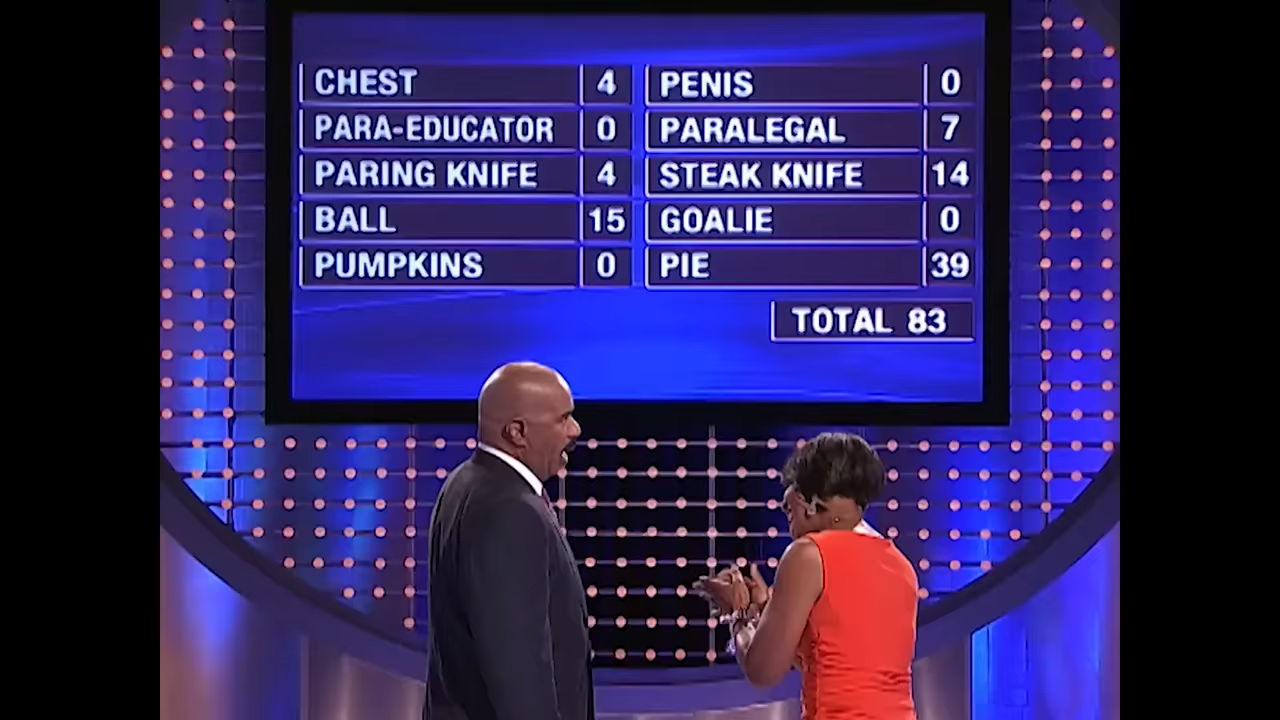 CHEST 4 PENIS 0
PARA-EDUCATOR 0 PARALEGAL 7
PARING KNIFE 4 STEAK KNIFE 14
BALL 15 GOALIE 0
PUMPKINS 0 PIE 39
TOTAL 83